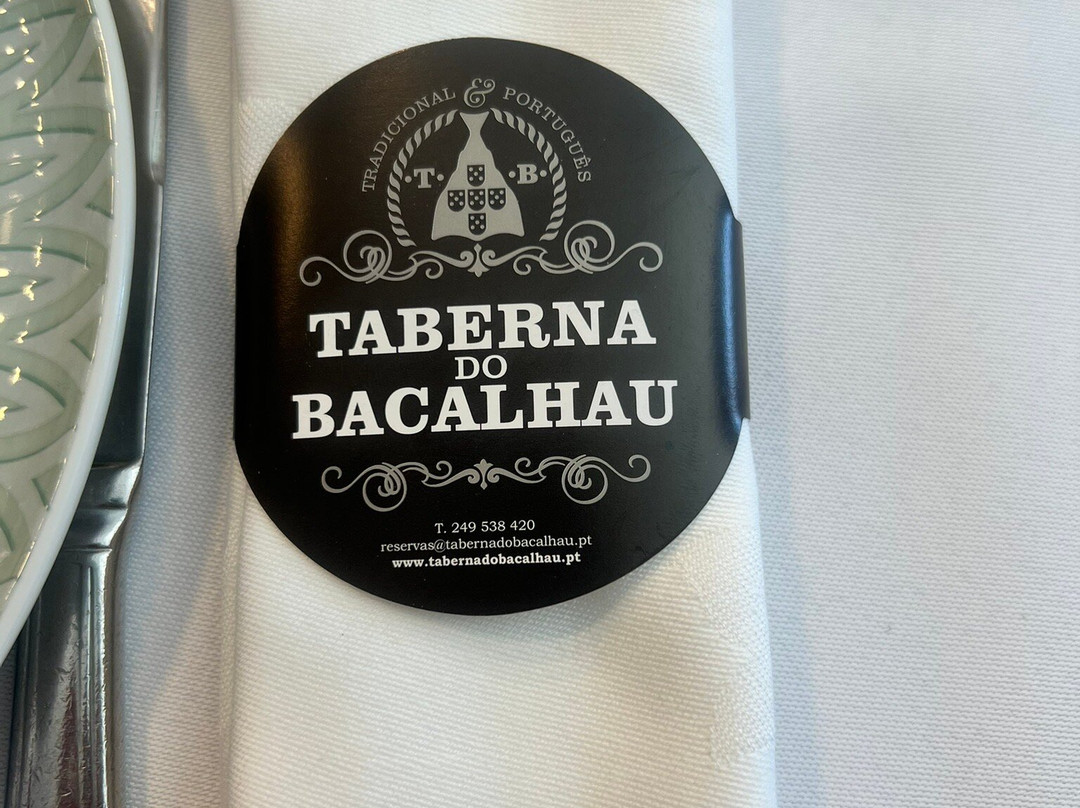 TRADICIONAL & PORTUGUÊS
·T· ·B·
TABERNA
DO
BACALHAU
T. 249 538 420
reservas@tabernadobacalhau.pt
www.tabernadobacalhau.pt